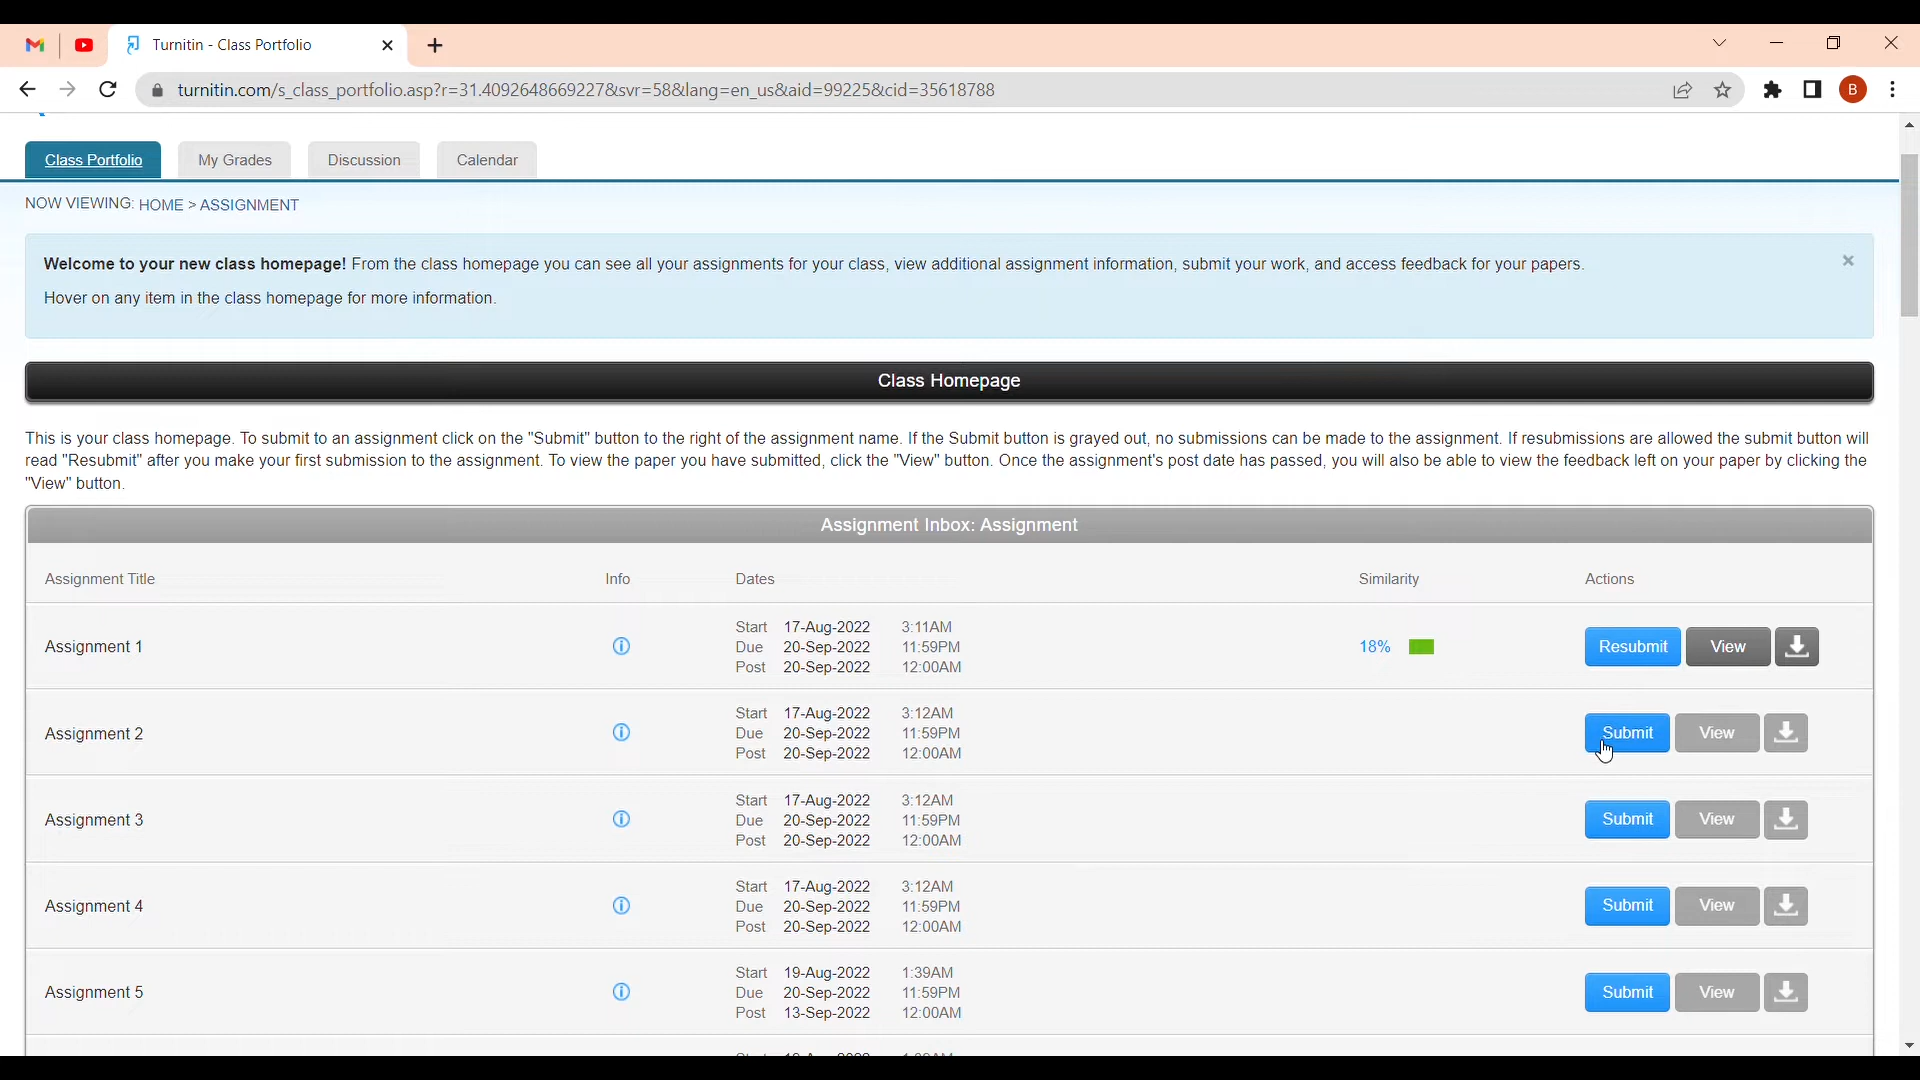 Turnitin - Class Portfolio
turnitin.com/s_class_portfolio.asp?r=31.4092648669227&svr=58&lang=en_us&aid=99225&cid=35618788
B
Class Portfolio My Grades Discussion Calendar
NOW VIEWING: HOME > ASSIGNMENT
Welcome to your new class homepage! From the class homepage you can see all your assignments for your class, view additional assignment information, submit your work, and access feedback for your papers.
Hover on any item in the class homepage for more information.
Class Homepage
This is your class homepage. To submit to an assignment click on the "Submit" button to the right of the assignment name. If the Submit button is grayed out, no submissions can be made to the assignment. If resubmissions are allowed the submit button will
read "Resubmit" after you make your first submission to the assignment. To view the paper you have submitted, click the "View" button. Once the assignment's post date has passed, you will also be able to view the feedback left on your paper by clicking the
"View" button.
Assignment Inbox: Assignment
Assignment Title Info Dates Similarity Actions
Start 17-Aug-2022 3:11AM
Assignment 1 Due 20-Sep-2022 11:59PM 18% Resubmit View
Post 20-Sep-2022 12:00AM
Start 17-Aug-2022 3:12AM
Assignment 2 Due 20-Sep-2022 11:59PM Submit View
Post 20-Sep-2022 12:00AM
Start 17-Aug-2022 3:12AM
Assignment 3 Due 20-Sep-2022 11:59PM Submit View
Post 20-Sep-2022 12:00AM
Start 17-Aug-2022 3:12AM
Assignment 4 Due 20-Sep-2022 11:59PM Submit View
Post 20-Sep-2022 12:00AM
Start 19-Aug-2022 1:39AM
Assignment 5 Due 20-Sep-2022 11:59PM Submit View
Post 13-Sep-2022 12:00AM